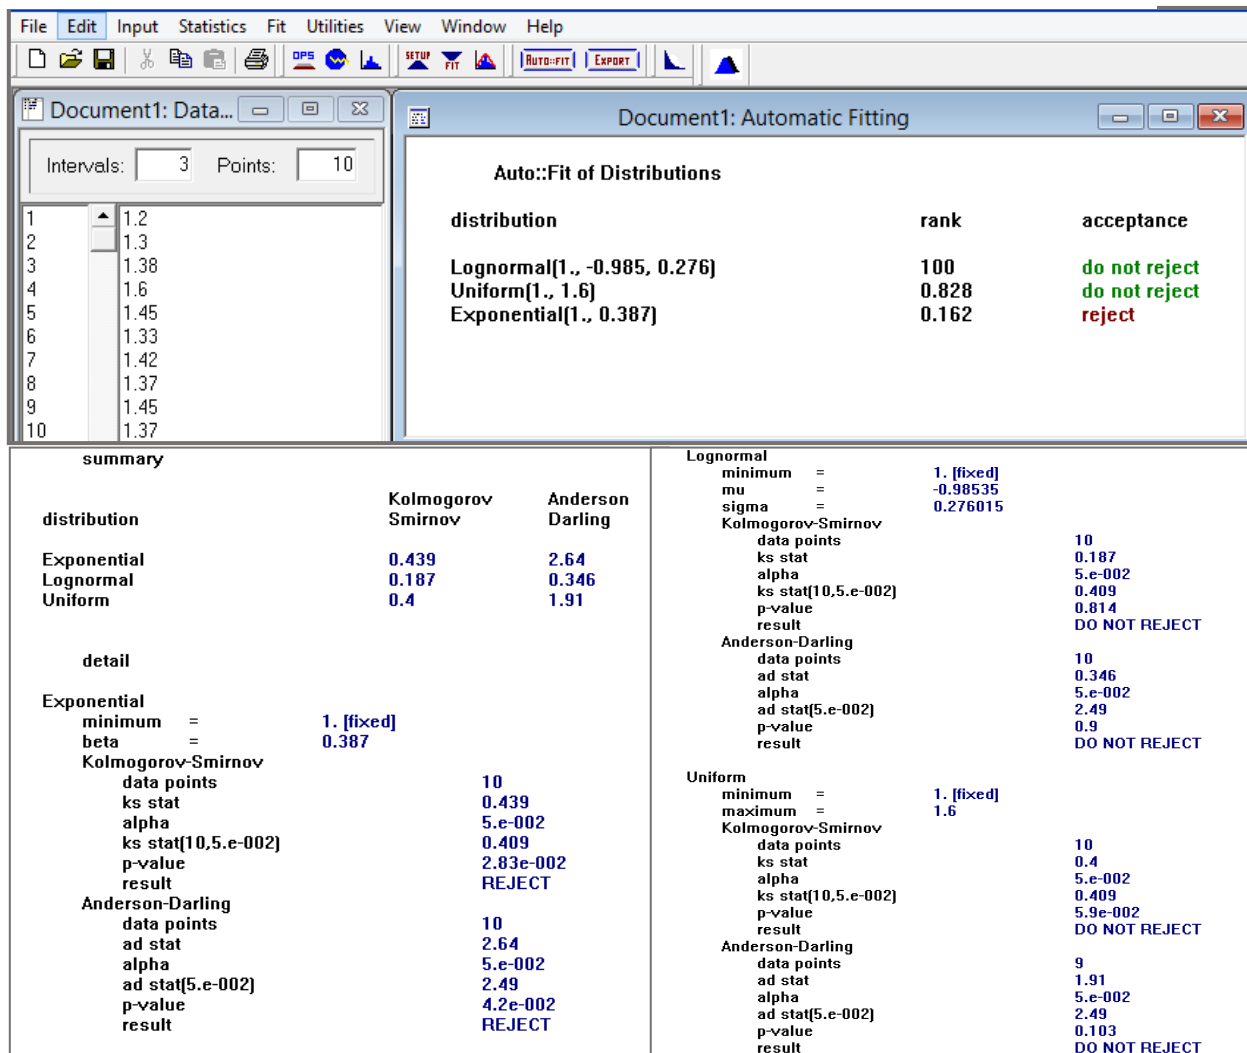 File Edit Input Statistics Fit Utilities View Window Help
OPS SETUP FIT AUTO::FIT EXPORT
Document1: Data... Document1: Automatic Fitting
Intervals: 3 Points: 10
1 1.2
2 1.3
3 1.38
4 1.6
5 1.45
6 1.33
7 1.42
8 1.37
9 1.45
10 1.37
Auto::Fit of Distributions
distribution rank acceptance
Lognormal(1., -0.985, 0.276) 100 do not reject
Uniform(1., 1.6) 0.828 do not reject
Exponential(1., 0.387) 0.162 reject
summary
distribution Kolmogorov Smirnov Anderson Darling
Exponential 0.439 2.64
Lognormal 0.187 0.346
Uniform 0.4 1.91
detail
Exponential
minimum = 1. [fixed]
beta = 0.387
Kolmogorov-Smirnov
data points 10
ks stat 0.439
alpha 5.e-002
ks stat(10,5.e-002) 0.409
p-value 2.83e-002
result REJECT
Anderson-Darling
data points 10
ad stat 2.64
alpha 5.e-002
ad stat(5.e-002) 2.49
p-value 4.2e-002
result REJECT
Lognormal
minimum = 1. [fixed]
mu = -0.98535
sigma = 0.276015
Kolmogorov-Smirnov
data points 10
ks stat 0.187
alpha 5.e-002
ks stat(10,5.e-002) 0.409
p-value 0.814
result DO NOT REJECT
Anderson-Darling
data points 10
ad stat 0.346
alpha 5.e-002
ad stat(5.e-002) 2.49
p-value 0.9
result DO NOT REJECT
Uniform
minimum = 1. [fixed]
maximum = 1.6
Kolmogorov-Smirnov
data points 10
ks stat 0.4
alpha 5.e-002
ks stat(10,5.e-002) 0.409
p-value 5.9e-002
result DO NOT REJECT
Anderson-Darling
data points 9
ad stat 1.91
alpha 5.e-002
ad stat(5.e-002) 2.49
p-value 0.103
result DO NOT REJECT